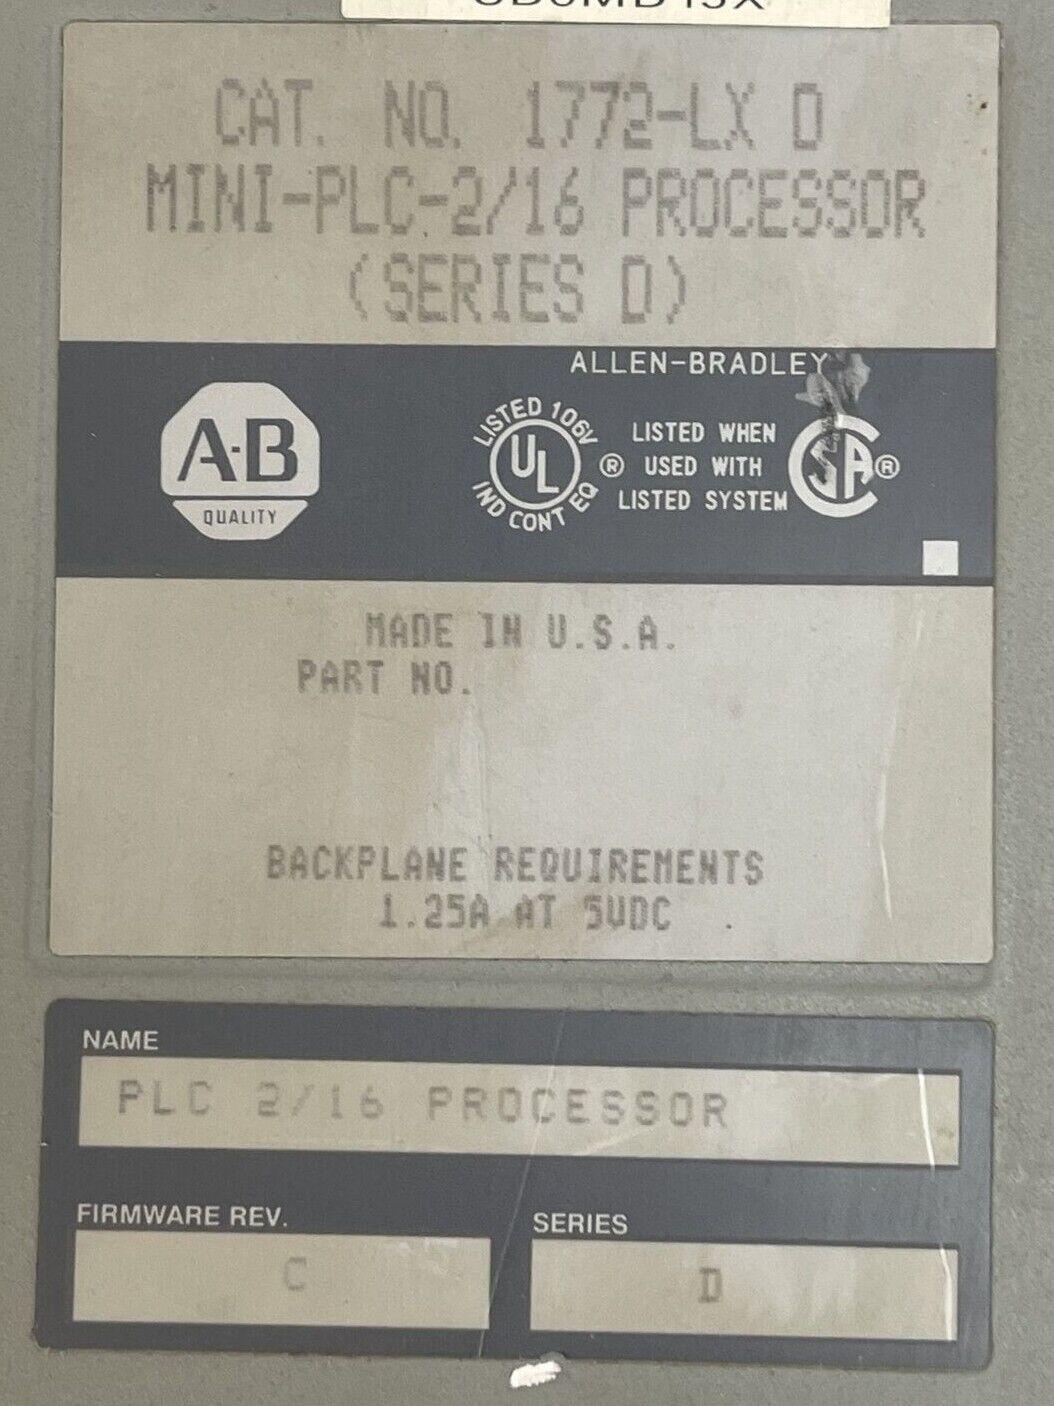 CAT. NO. 1772-LX D
MINI-PLC-2/16 PROCESSOR
(SERIES D)
ALLEN-BRADLEY
A-B
QUALITY
LISTED 106V
UL
IND CONT EQ
®
LISTED WHEN
USED WITH
LISTED SYSTEM
SA ®
MADE IN U.S.A.
PART NO.
BACKPLANE REQUIREMENTS
1.25A AT 5VDC
NAME
PLC 2/16 PROCESSOR
FIRMWARE REV.
C
SERIES
D